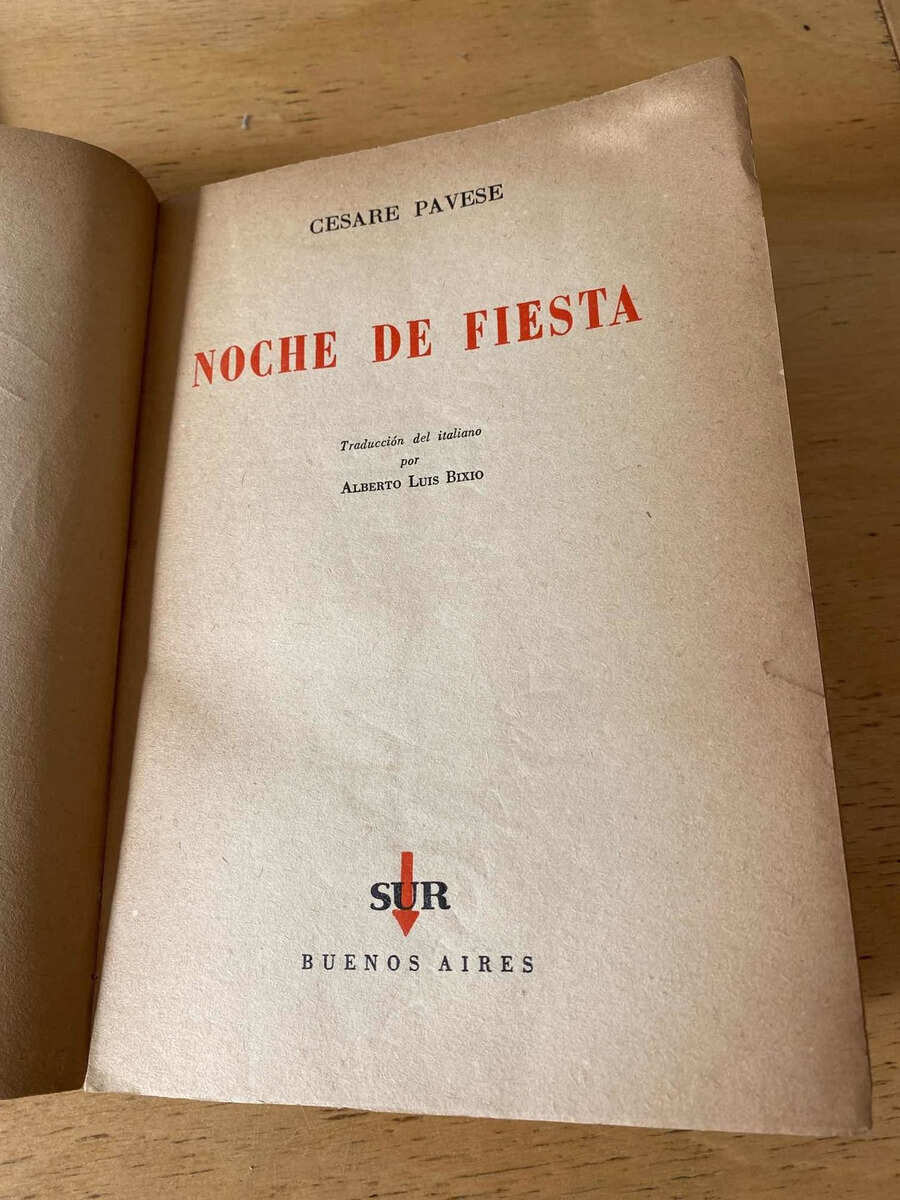 CESARE PAVESE
NOCHE DE FIESTA
Traducción del italiano
por
ALBERTO LUIS BIXIO
SUR
BUENOS AIRES